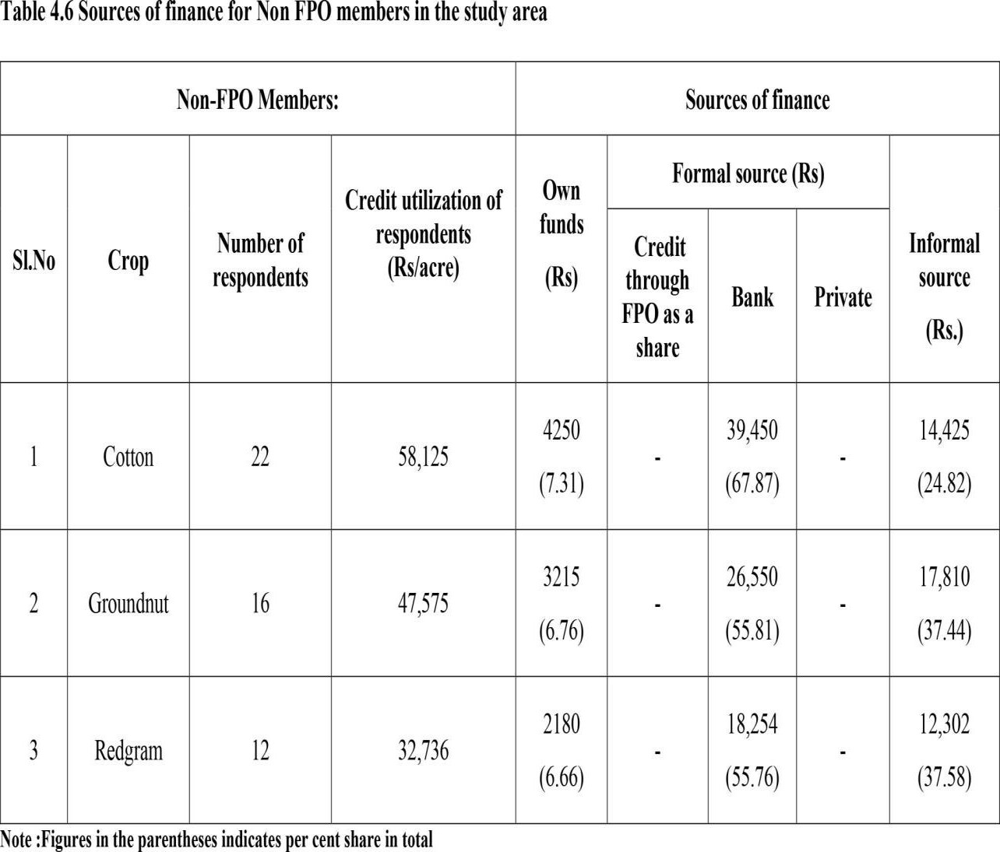 Table 4.6 Sources of finance for Non FPO members in the study area
Non-FPO Members:
Sources of finance
Sl.No
Crop
Number of
respondents
Credit utilization of
respondents
(Rs/acre)
Own
funds
(Rs)
Formal source (Rs)
Credit
through
FPO as a
share
Bank
Private
Informal
source
(Rs.)
1
Cotton
22
58,125
4250
(7.31)
-
39,450
(67.87)
-
14,425
(24.82)
2
Groundnut
16
47,575
3215
(6.76)
-
26,550
(55.81)
-
17,810
(37.44)
3
Redgram
12
32,736
2180
(6.66)
-
18,254
(55.76)
-
12,302
(37.58)
Note :Figures in the parentheses indicates per cent share in total